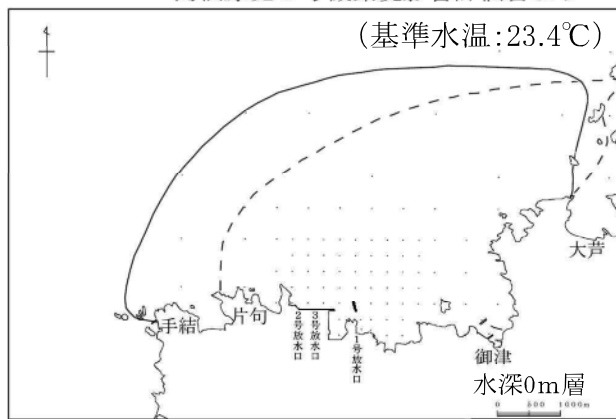 (基準水温:23.4℃)
大芦
手結
片句
2号放水口
3号放水口
1号放水口
御津
水深0m層
0 500 1000m